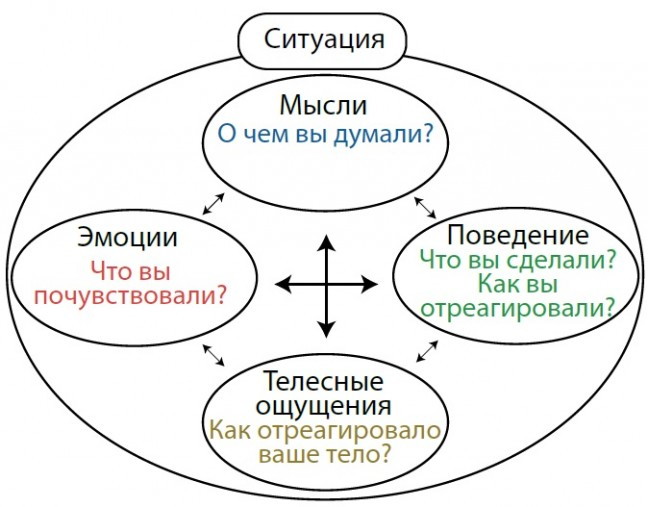 Ситуация
Мысли
О чем вы думали?
Эмоции
Что вы
почувствовали?
Поведение
Что вы сделали?
Как вы
отреагировали?
Телесные
ощущения
Как отреагировало
ваше тело?